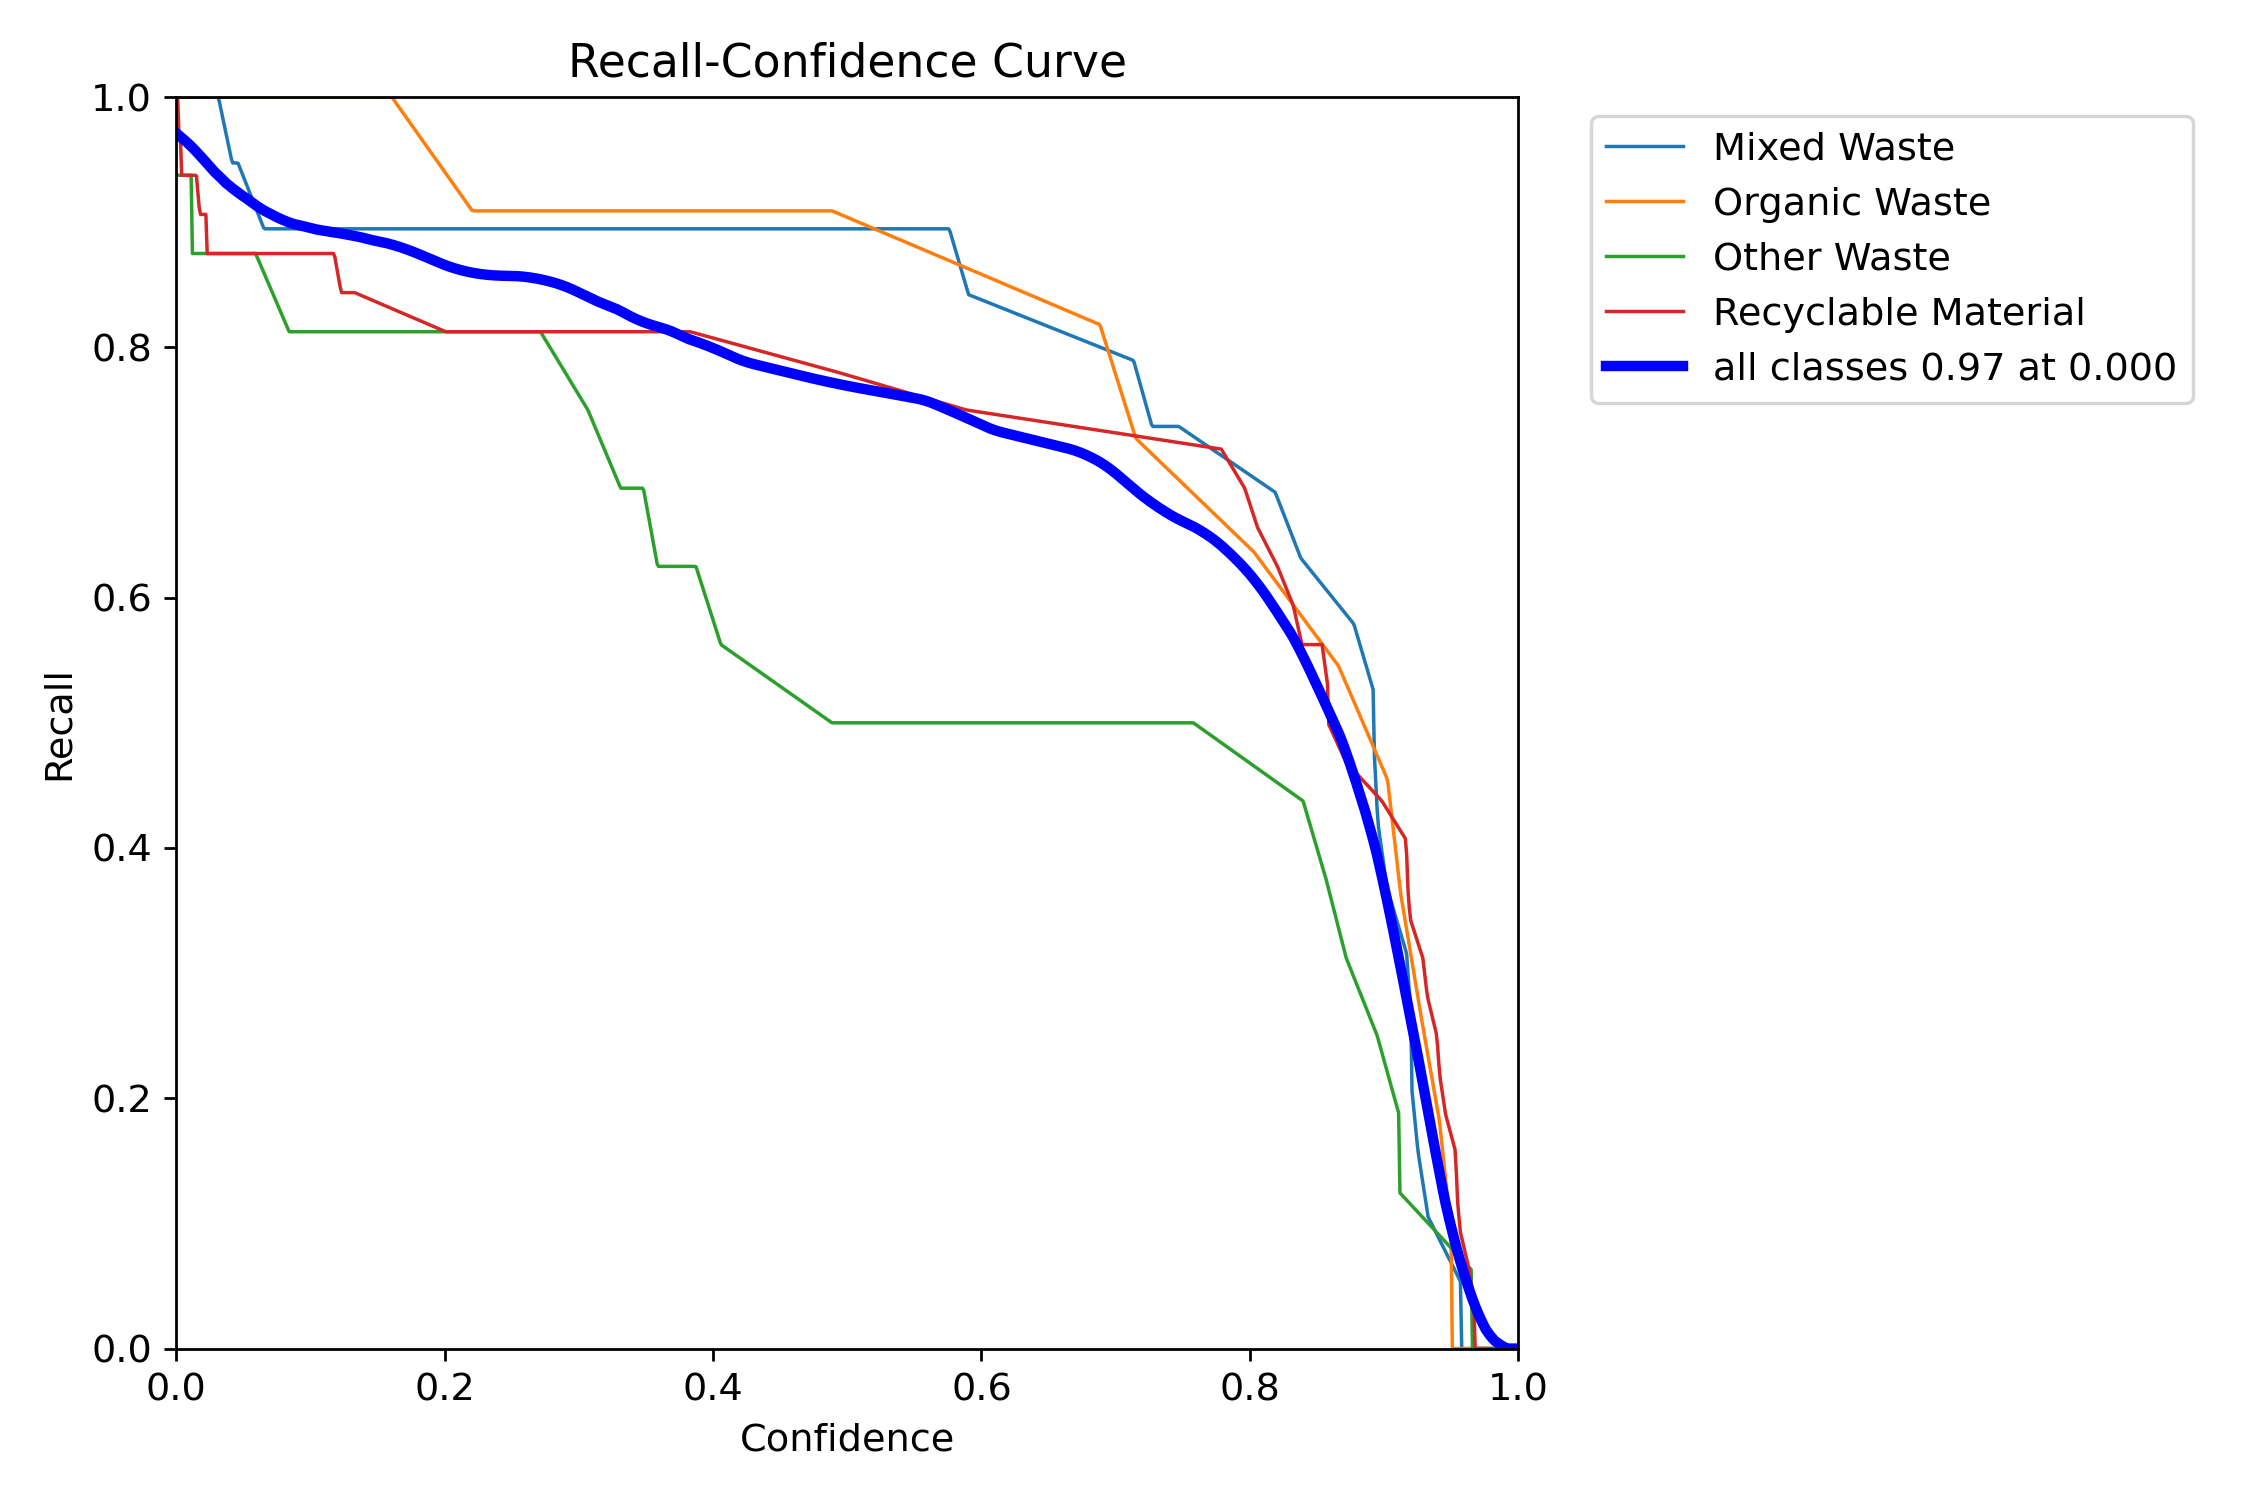 Recall-Confidence Curve
1.0
0.8
0.6
0.4
0.2
0.0
Recall
0.0 0.2 0.4 0.6 0.8 1.0
Confidence
Mixed Waste
Organic Waste
Other Waste
Recyclable Material
all classes 0.97 at 0.000